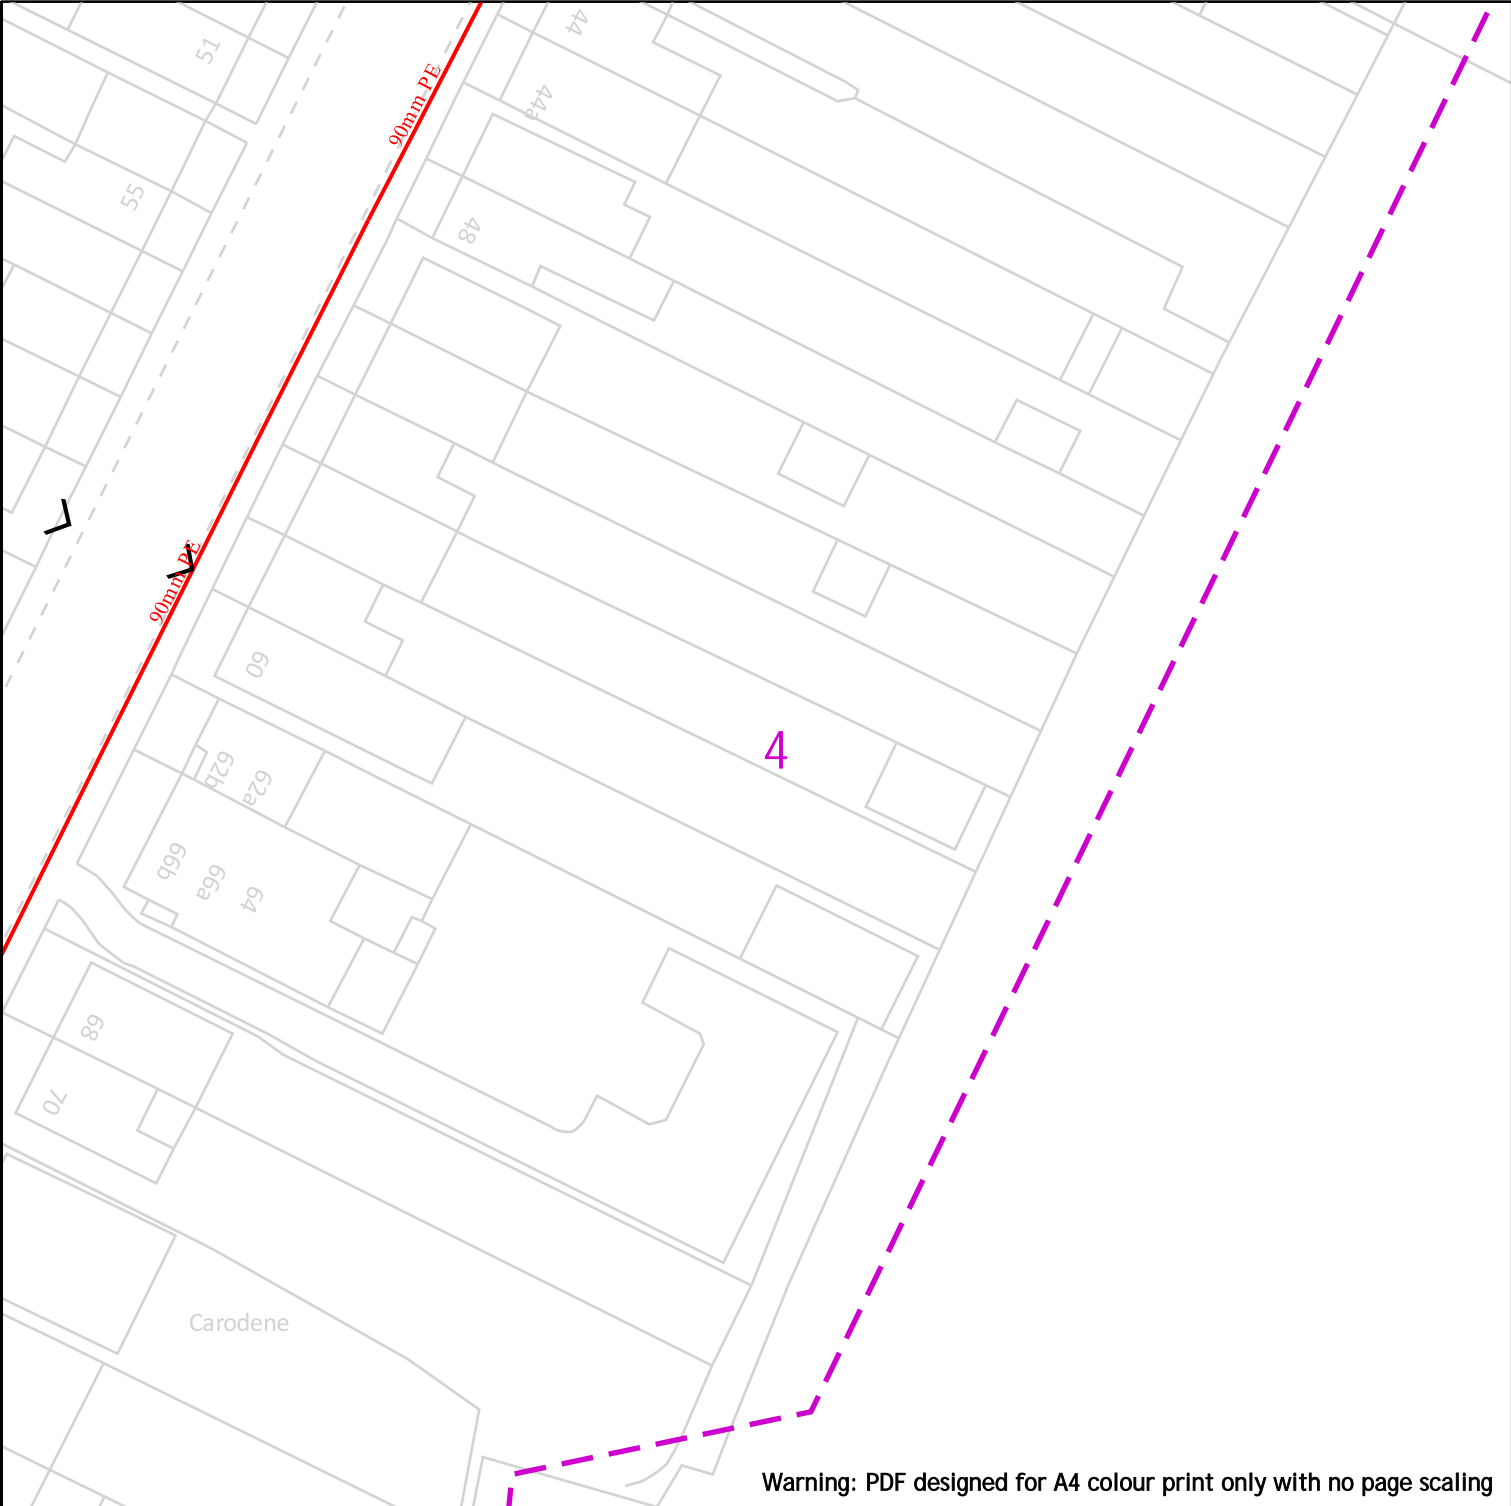 44
51
90mm PE
44a
55
48
90mm PE
60
4
62b
62a
66b
66a
64
68
70
Carodene
Warning: PDF designed for A4 colour print only with no page scaling